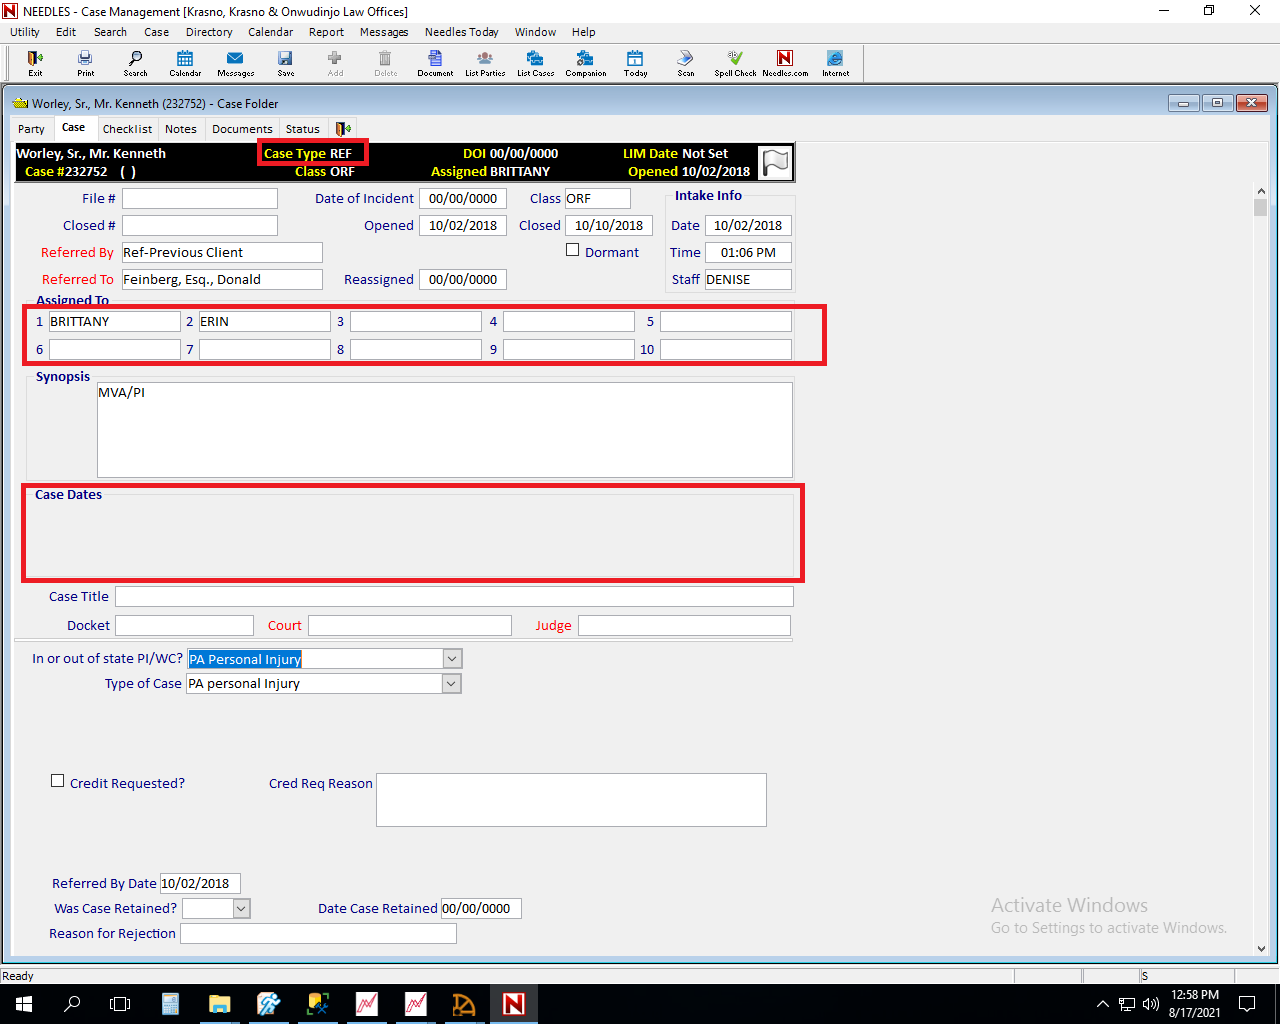 NEEDLES - Case Management [Krasno, Krasno & Onwudinjo Law Offices]
Utility Edit Search Case Directory Calendar Report Messages Needles Today Window Help
Exit Print Search Calendar Messages Save Add Delete Document List Parties List Cases Companion Today Scan Spell Check Needles.com Internet
Worley, Sr., Mr. Kenneth (232752) - Case Folder
Party Case Checklist Notes Documents Status
Worley, Sr., Mr. Kenneth Case Type REF DOI 00/00/0000 LIM Date Not Set
Case #232752 ( ) Class ORF Assigned BRITTANY Opened 10/02/2018
File # Date of Incident 00/00/0000 Class ORF Intake Info
Closed # Opened 10/02/2018 Closed 10/10/2018 Date 10/02/2018
Referred By Ref-Previous Client Dormant Time 01:06 PM
Referred To Feinberg, Esq., Donald Reassigned 00/00/0000 Staff DENISE
Assigned To
1 BRITTANY 2 ERIN 3 4 5
6 7 8 9 10
Synopsis
MVA/PI
Case Dates
Case Title
Docket Court Judge
In or out of state PI/WC? PA Personal Injury
Type of Case PA personal Injury
Credit Requested? Cred Req Reason
Referred By Date 10/02/2018
Was Case Retained? Date Case Retained 00/00/0000
Reason for Rejection
Activate Windows
Go to Settings to activate Windows.
Ready S
12:58 PM
8/17/2021